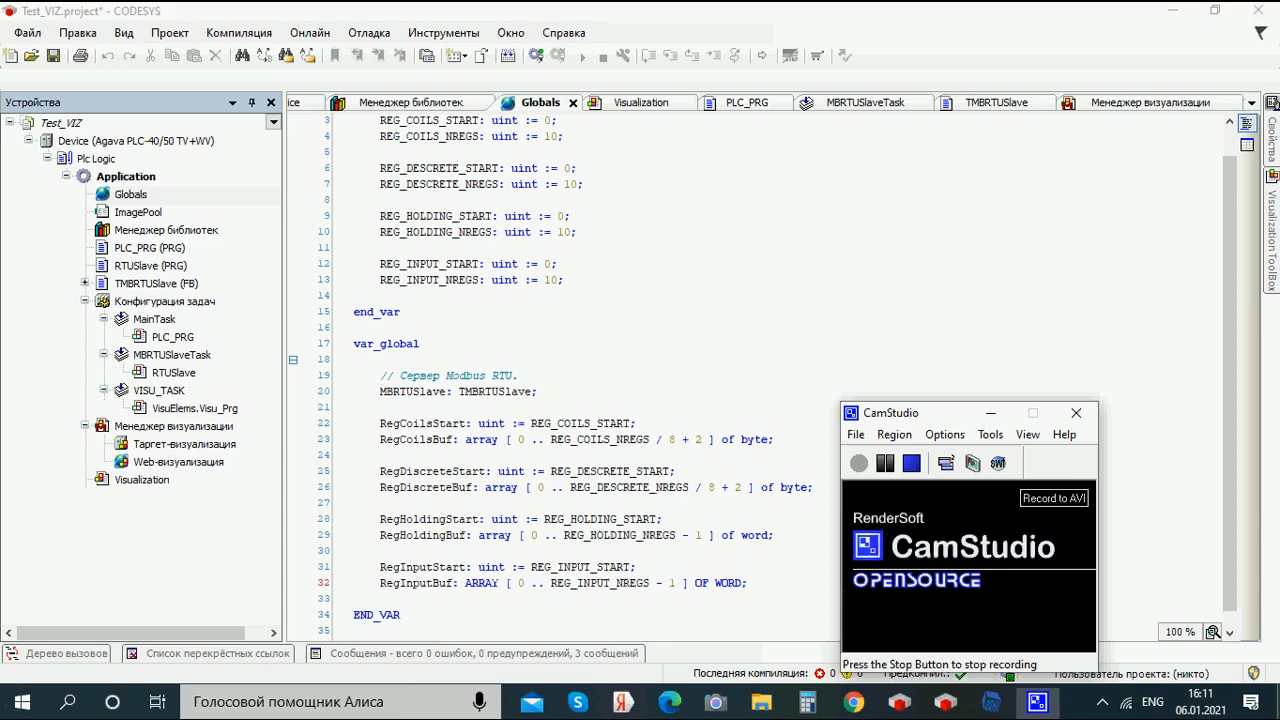 Test_VIZ.project* - CODESYS
Файл Правка Вид Проект Компиляция Онлайн Отладка Инструменты Окно Справка
Устройства
Test_VIZ
Device (Agava PLC-40/50 TV+WV)
Plc Logic
Application
Globals
ImagePool
Менеджер библиотек
PLC_PRG (PRG)
RTUSlave (PRG)
TMBRTUSlave (FB)
Конфигурация задач
MainTask
PLC_PRG
MBRTUSlaveTask
RTUSlave
VISU_TASK
VisuElems.Visu_Prg
Менеджер визуализации
Таргет-визуализация
Web-визуализация
Visualization
ice Менеджер библиотек Globals Visualization PLC_PRG MBRTUSlaveTask TMBRTUSlave Менеджер визуализации
3 REG_COILS_START: uint := 0;
4 REG_COILS_NREGS: uint := 10;
5
6 REG_DESCRETE_START: uint := 0;
7 REG_DESCRETE_NREGS: uint := 10;
8
9 REG_HOLDING_START: uint := 0;
10 REG_HOLDING_NREGS: uint := 10;
11
12 REG_INPUT_START: uint := 0;
13 REG_INPUT_NREGS: uint := 10;
14
15 end_var
16
17 var_global
18
19 // Сервер Modbus RTU.
20 MBRTUSlave: TMBRTUSlave;
21
22 RegCoilsStart: uint := REG_COILS_START;
23 RegCoilsBuf: array [ 0 .. REG_COILS_NREGS / 8 + 2 ] of byte;
24
25 RegDiscreteStart: uint := REG_DESCRETE_START;
26 RegDiscreteBuf: array [ 0 .. REG_DESCRETE_NREGS / 8 + 2 ] of byte;
27
28 RegHoldingStart: uint := REG_HOLDING_START;
29 RegHoldingBuf: array [ 0 .. REG_HOLDING_NREGS - 1 ] of word;
30
31 RegInputStart: uint := REG_INPUT_START;
32 RegInputBuf: ARRAY [ 0 .. REG_INPUT_NREGS - 1 ] OF WORD;
33
34 END_VAR
35
100 %
Свойства
Visualization ToolBox
CamStudio
File Region Options Tools View Help
Record to AVI
RenderSoft
CamStudio
OPENSOURCE
Press the Stop Button to stop recording
Дерево вызовов Список перекрёстных ссылок Сообщения - всего 0 ошибок, 0 предупреждений, 3 сообщений
Последняя компиляция: 0 Пользователь проекта: (никто)
Голосовой помощник Алиса
ENG
16:11
06.01.2021